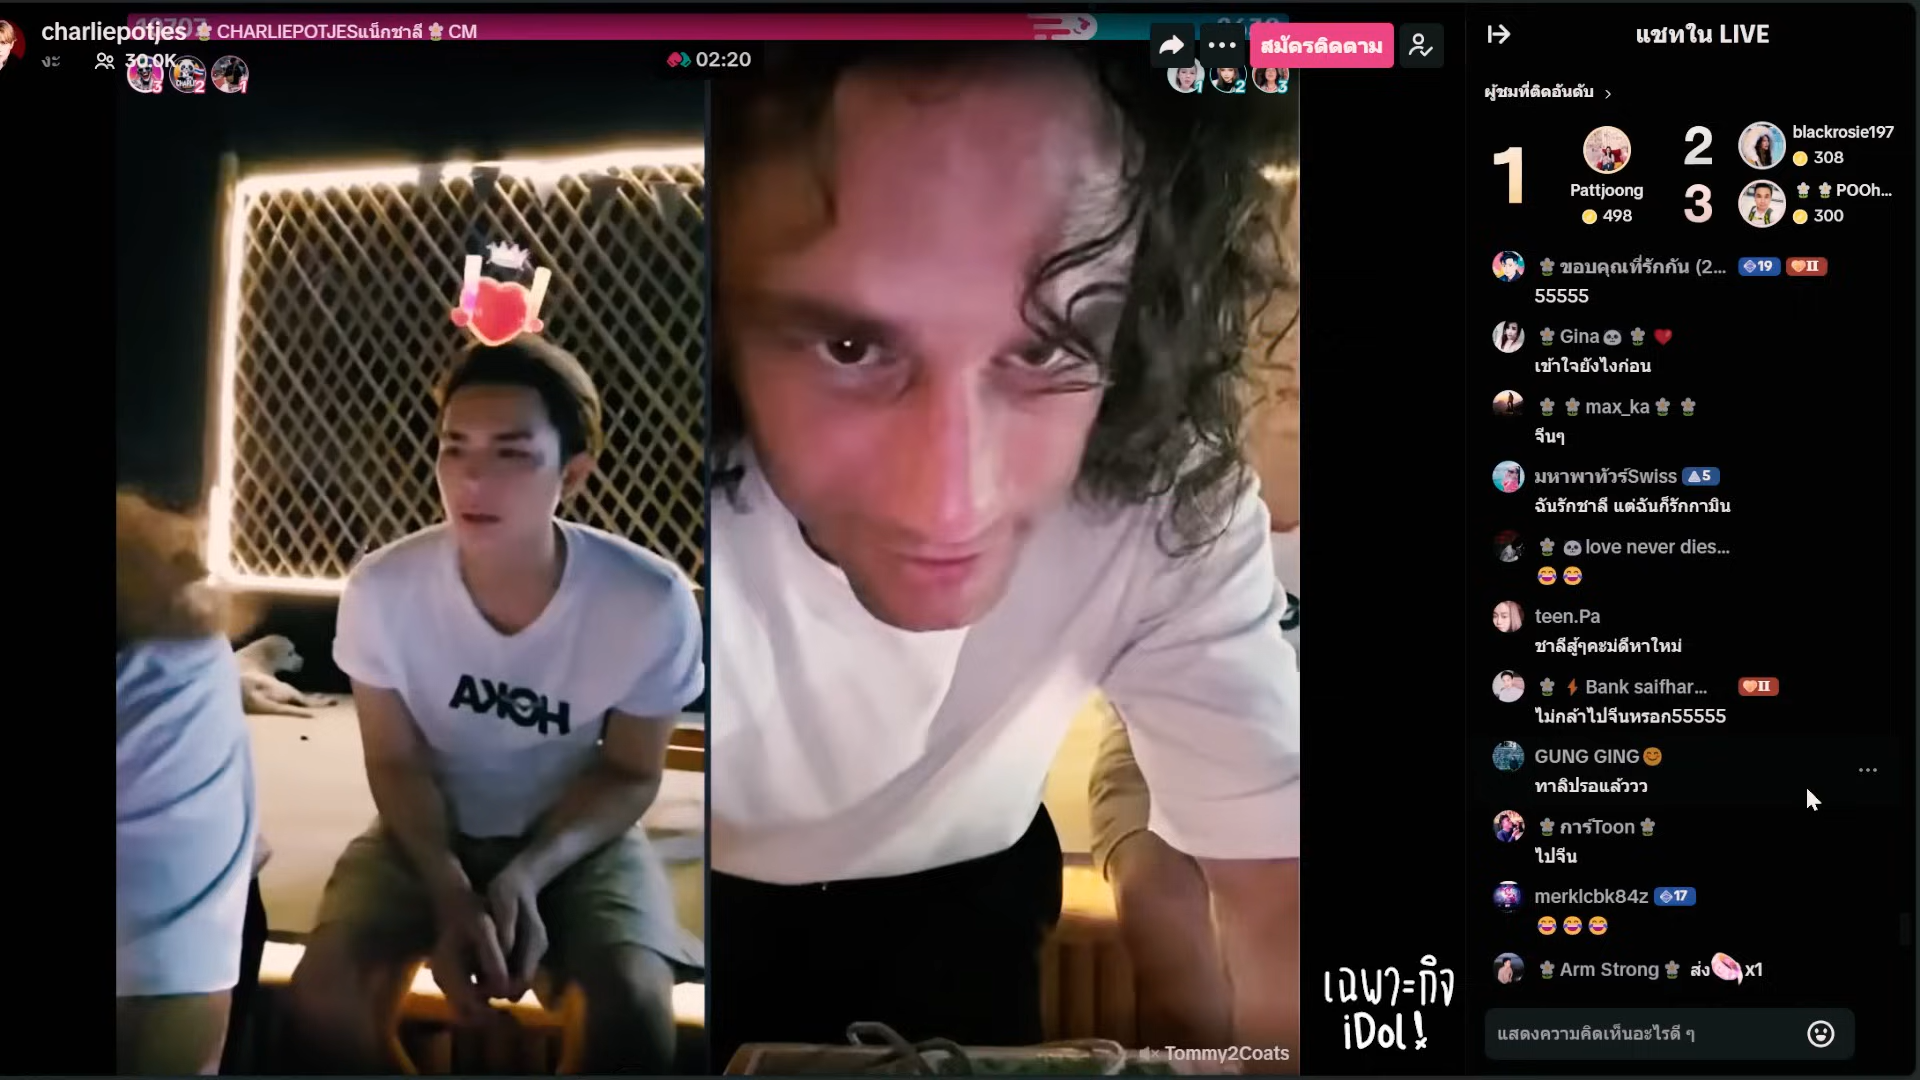 charliepotjes
CHARLIEPOTJESแน็กชาลี CM
30.0K
3
2
1
02:20
1
2
3
สมัครติดตาม
HOKA
Tommy2Coats
เฉพาะกิจ
iDol!
แชทใน LIVE
ผู้ชมที่ติดอันดับ
1
Pattjoong
498
2
blackrosie197
308
3
POOh...
300
ขอบคุณที่รักกัน (2... 19 II
55555
Gina
เข้าใจยังไงก่อน
max_ka
จีนๆ
มหาพาทัวร์Swiss 5
ฉันรักชาลี แต่ฉันก็รักกามิน
love never dies...
teen.Pa
ชาลีสู้ๆคะม่ดีหาใหม่
Bank saifhar... II
ไม่กล้าไปจีนหรอก55555
GUNG GING
ทาลิปรอแล้ววว
การ์Toon
ไปจีน
merklcbk84z 17
Arm Strong ส่ง x1
แสดงความคิดเห็นอะไรดี ๆ